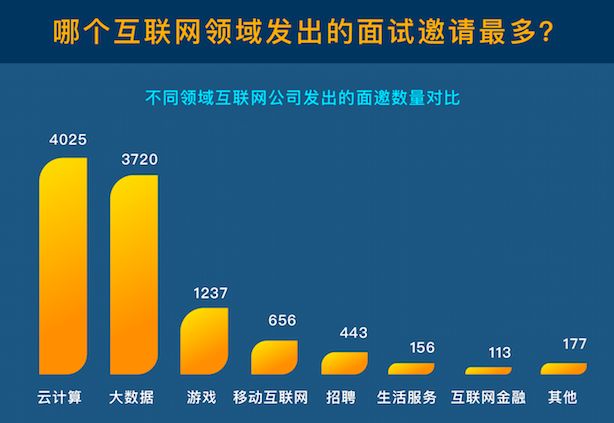 哪个互联网领域发出的面试邀请最多?
不同领域互联网公司发出的面邀数量对比
4025
3720
1237
656
443
156
113
177
云计算
大数据
游戏
移动互联网
招聘
生活服务
互联网金融
其他